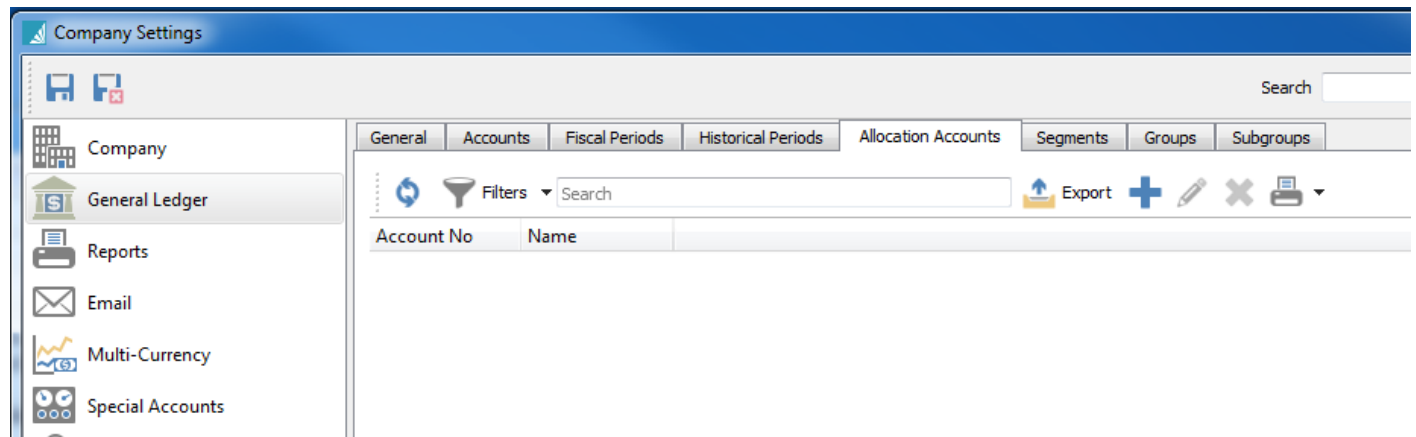 Company Settings
Search
Company
General Ledger
Reports
Email
Multi-Currency
Special Accounts
General Accounts Fiscal Periods Historical Periods Allocation Accounts Segments Groups Subgroups
Filters Search Export
Account No Name